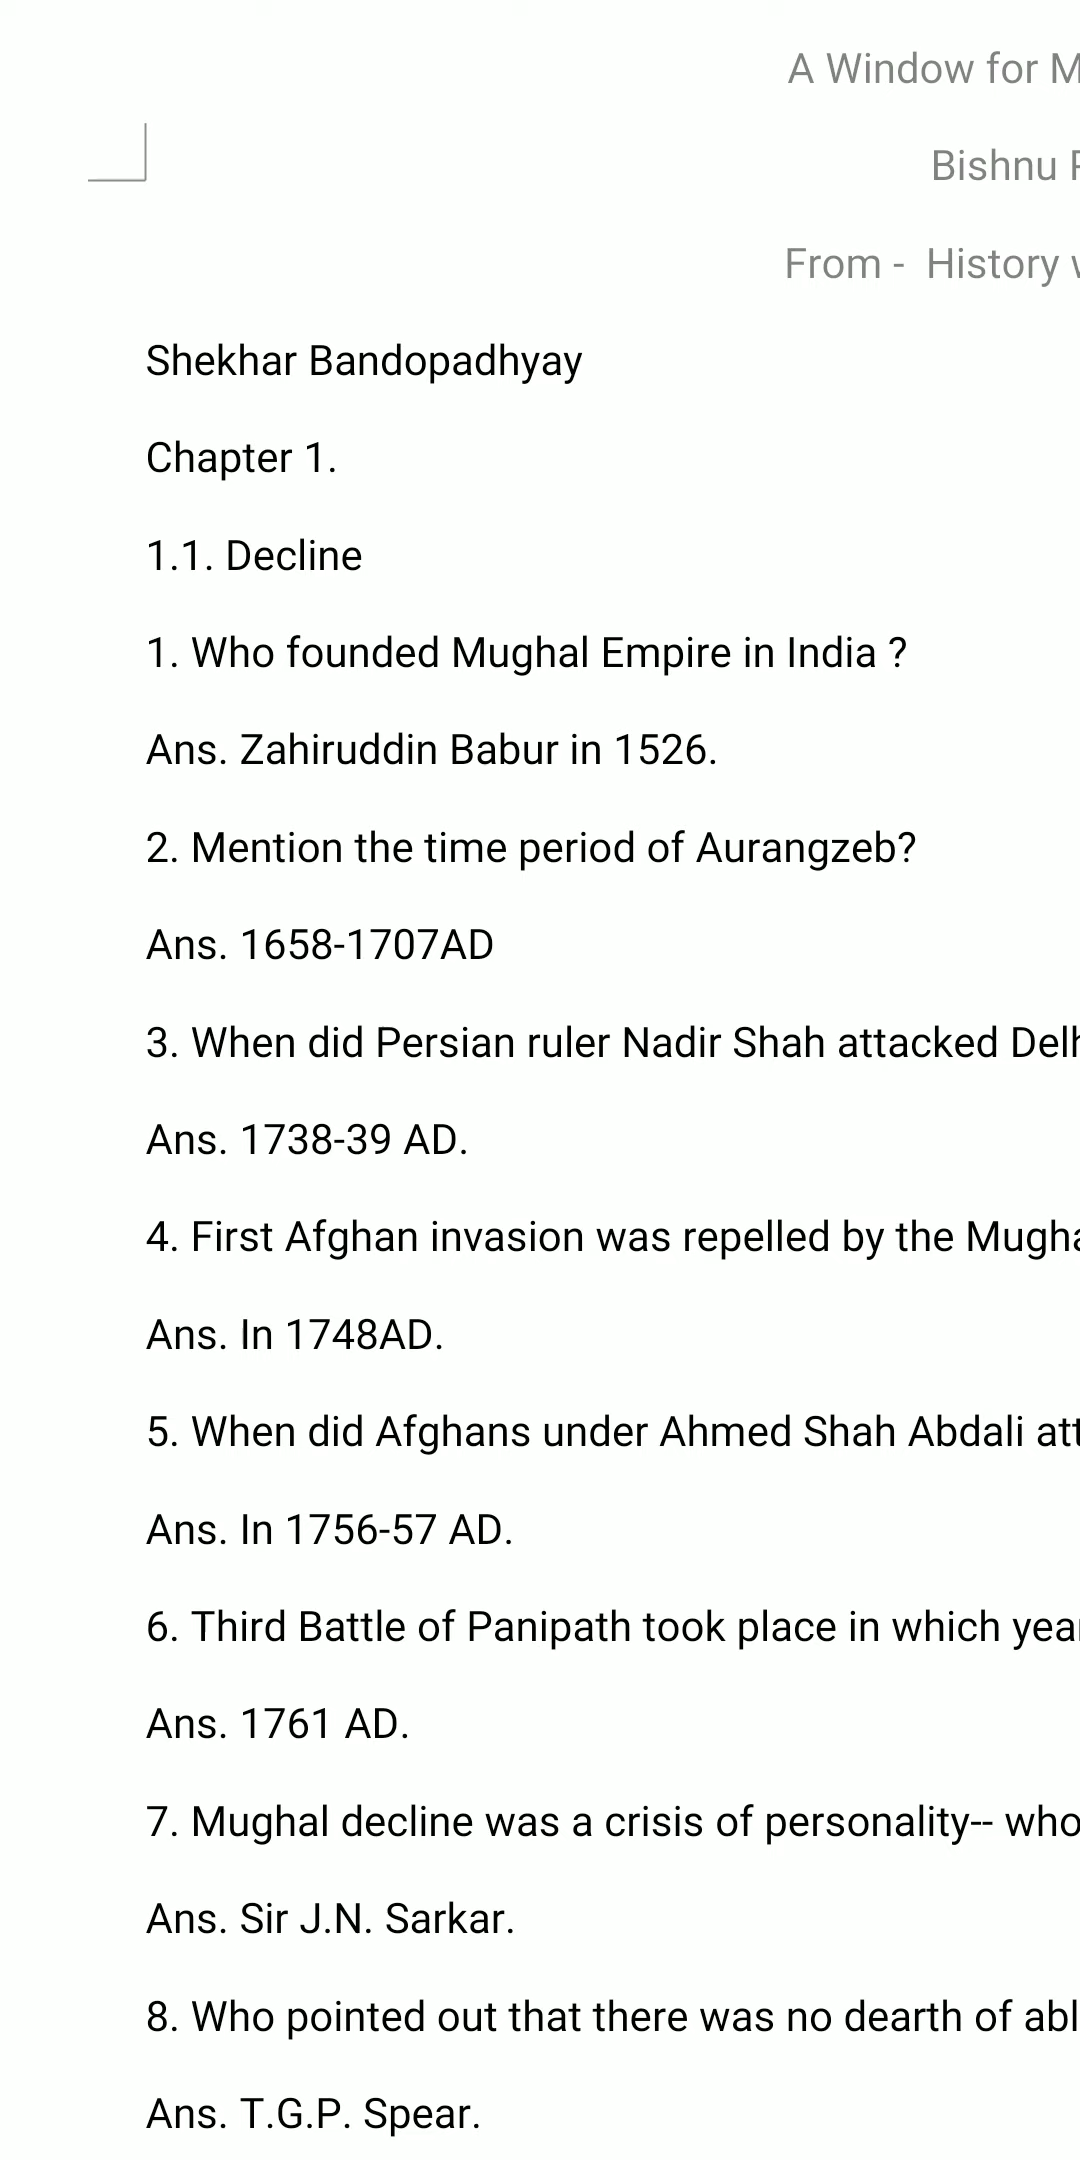 A Window for
Bishnu
From - History
Shekhar Bandopadhyay
Chapter 1.
1.1. Decline
1. Who founded Mughal Empire in India ?
Ans. Zahiruddin Babur in 1526.
2. Mention the time period of Aurangzeb?
Ans. 1658-1707AD
3. When did Persian ruler Nadir Shah attacked
Ans. 1738-39 AD.
4. First Afghan invasion was repelled by the
Ans. In 1748AD.
5. When did Afghans under Ahmed Shah Abdali
Ans. In 1756-57 AD.
6. Third Battle of Panipath took place in which
Ans. 1761 AD.
7. Mughal decline was a crisis of personality-- who
Ans. Sir J.N. Sarkar.
8. Who pointed out that there was no dearth of
Ans. T.G.P. Spear.